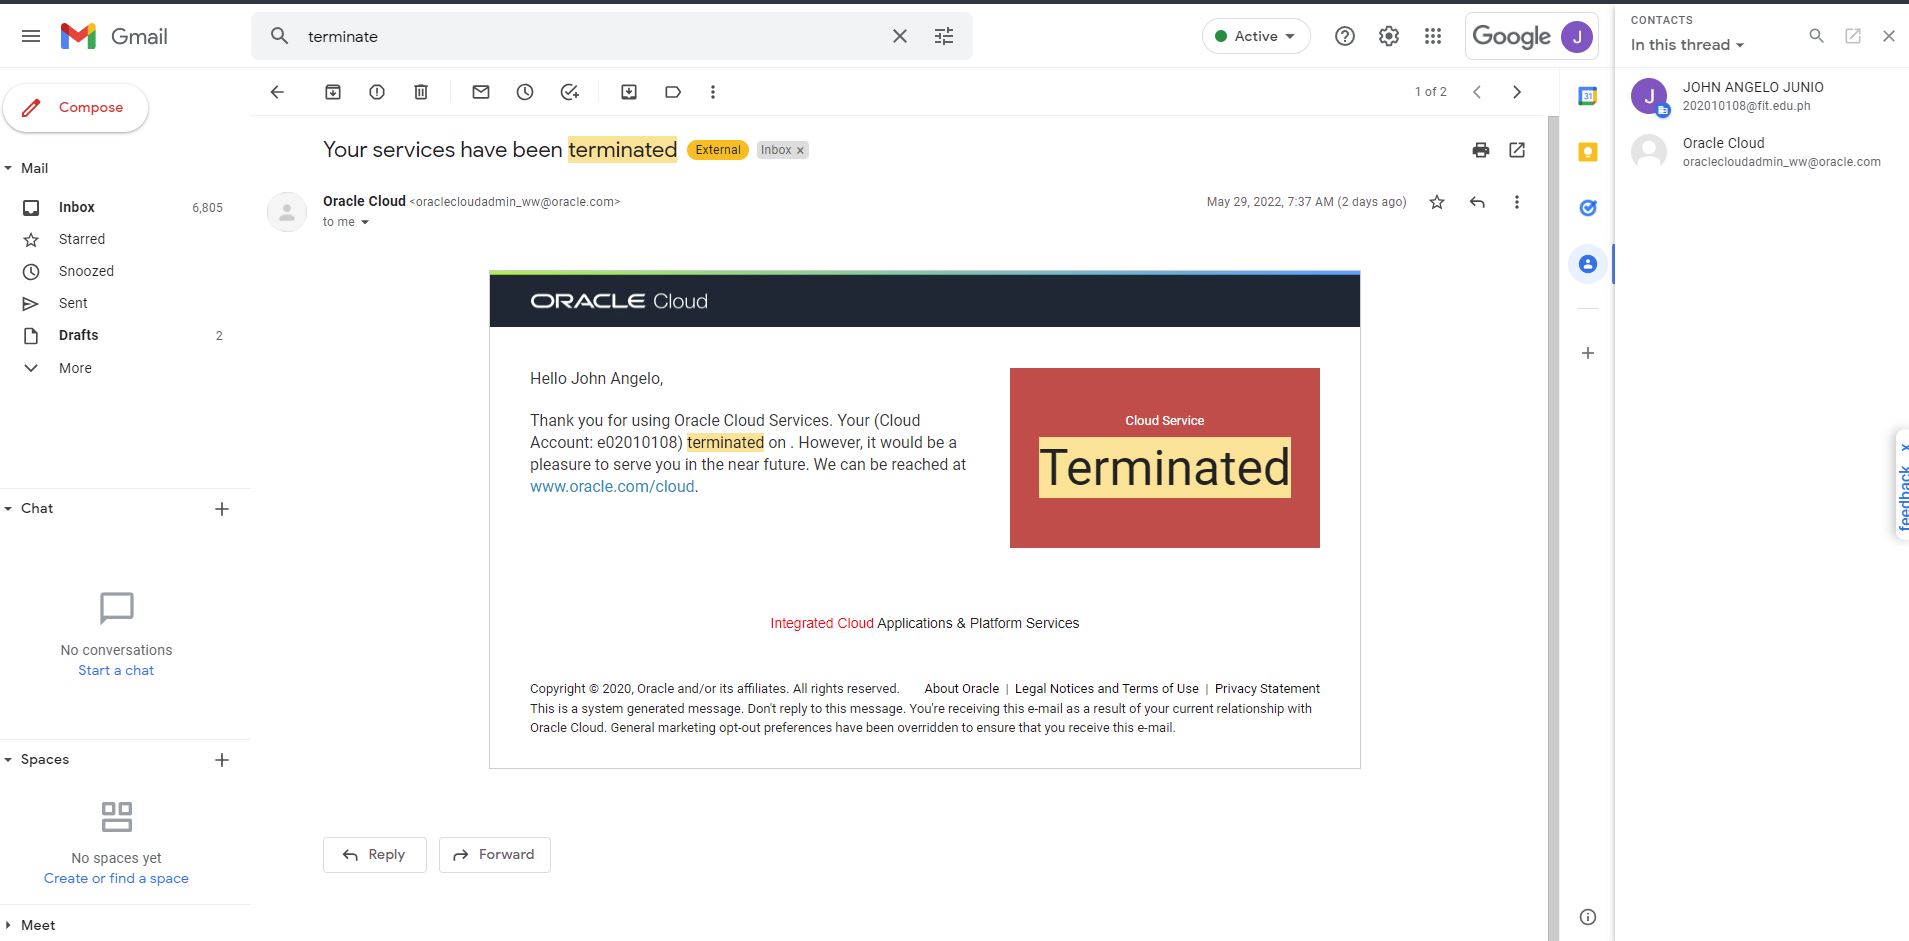 Gmail
terminate
Active
Google
J
CONTACTS
In this thread
JOHN ANGELO JUNIO
202010108@fit.edu.ph
Oracle Cloud
oraclecloudadmin_ww@oracle.com
J
31
Compose
1 of 2
Mail
Inbox 6,805
Starred
Snoozed
Sent
Drafts 2
More
Chat
No conversations
Start a chat
Spaces
No spaces yet
Create or find a space
Meet
Your services have been terminated External Inbox x
Oracle Cloud <oraclecloudadmin_ww@oracle.com>
May 29, 2022, 7:37 AM (2 days ago)
to me
ORACLE Cloud
Hello John Angelo,
Thank you for using Oracle Cloud Services. Your (Cloud
Account: e02010108) terminated on . However, it would be a
pleasure to serve you in the near future. We can be reached at
www.oracle.com/cloud.
Cloud Service
Terminated
Integrated Cloud Applications & Platform Services
Copyright © 2020, Oracle and/or its affiliates. All rights reserved. About Oracle | Legal Notices and Terms of Use | Privacy Statement
This is a system generated message. Don't reply to this message. You're receiving this e-mail as a result of your current relationship with
Oracle Cloud. General marketing opt-out preferences have been overridden to ensure that you receive this e-mail.
Reply
Forward
feedback x